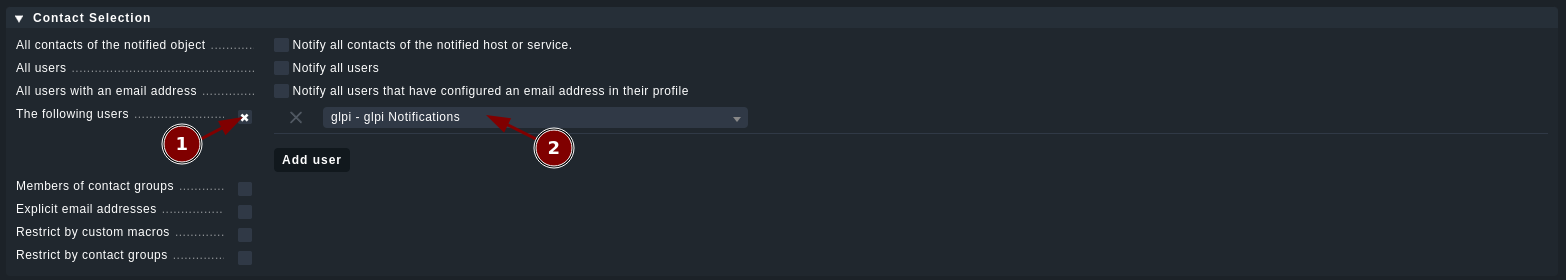 Contact Selection
All contacts of the notified object ........... Notify all contacts of the notified host or service.
All users ................................................ Notify all users
All users with an email address .............. Notify all users that have configured an email address in their profile
The following users ........................ glpi - glpi Notifications
1
2
Add user
Members of contact groups ............
Explicit email addresses ................
Restrict by custom macros .............
Restrict by contact groups .............